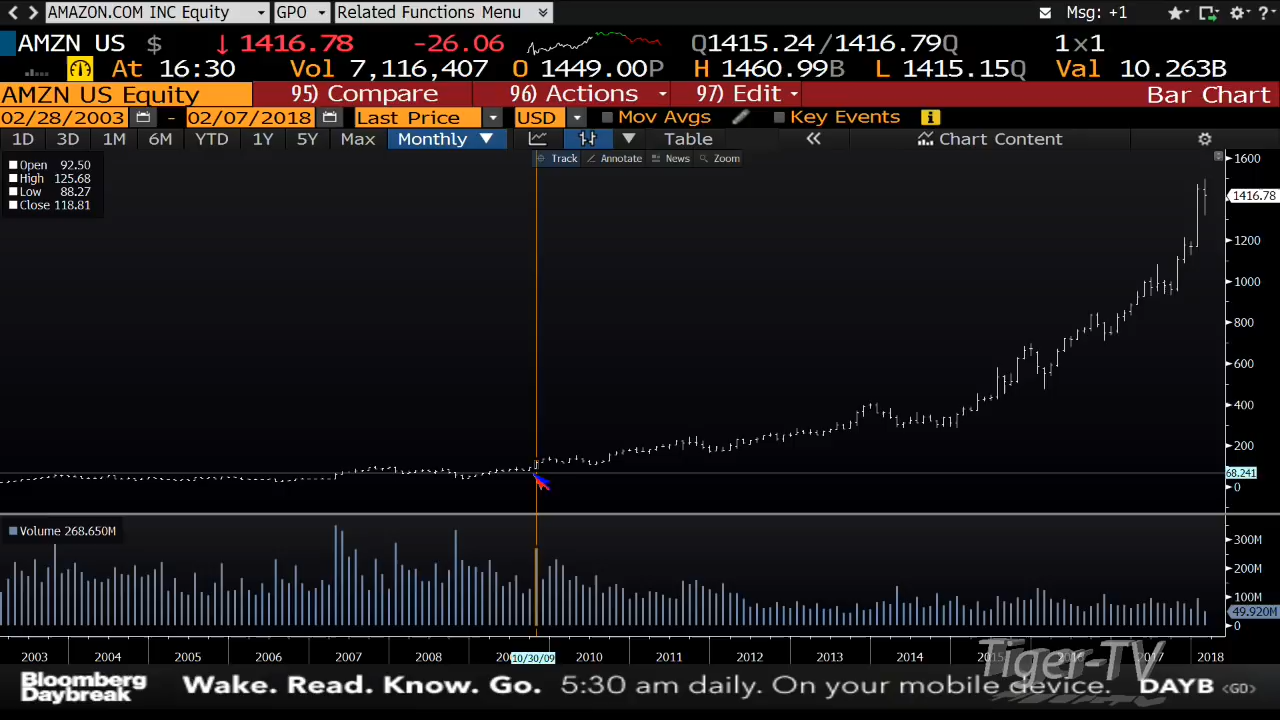 AMAZON.COM INC Equity GPO Related Functions Menu Msg: +1
AMZN US $ ↓ 1416.78 -26.06 Q1415.24/1416.79Q 1×1
At 16:30 Vol 7,116,407 O 1449.00P H 1460.99B L 1415.15Q Val 10.263B
AMZN US Equity 95) Compare 96) Actions 97) Edit Bar Chart
02/28/2003 - 02/07/2018 Last Price USD Mov Avgs Key Events
1D 3D 1M 6M YTD 1Y 5Y Max Monthly ▼ Table « Chart Content
Track Annotate News Zoom
Open 92.50
High 125.68
Low 88.27
Close 118.81
1600
1416.78
1200
1000
800
600
400
200
68.241
0
Volume 268.650M
300M
200M
100M
49.920M
0
2003 2004 2005 2006 2007 2008 10/30/09 2010 2011 2012 2013 2014 2015 2016 2017 2018
Tiger-TV
Bloomberg
Daybreak
Wake. Read. Know. Go. 5:30 am daily. On your mobile device. DAYB <GO>